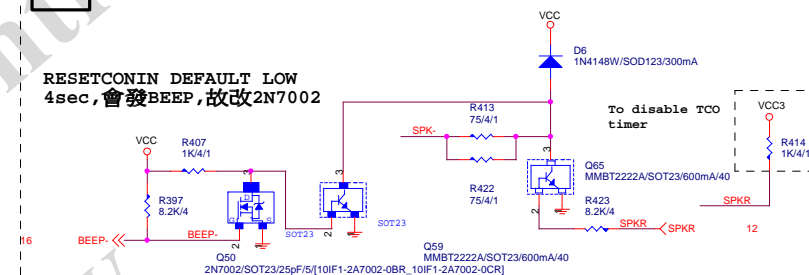 VCC
D6
1N4148W/SOD123/300mA
RESETCONIN DEFAULT LOW
4sec,會發BEEP,故改2N7002
R413
75/4/1
To disable TCO
timer
VCC3
SPK-
VCC
R407
1K/4/1
R414
1K/4/1
3
3
3
Q65
MMBT2222A/SOT23/600mA/40
R397
8.2K/4
D
G
S
R422
75/4/1
R423
8.2K/4
SPKR
SOT23
SOT23
2
2
2
16
BEEP-
BEEP-
SPKR
SPKR
12
Q50
2N7002/SOT23/25pF/5/[10IF1-2A7002-0BR_10IF1-2A7002-0CR]
Q59
MMBT2222A/SOT23/600mA/40